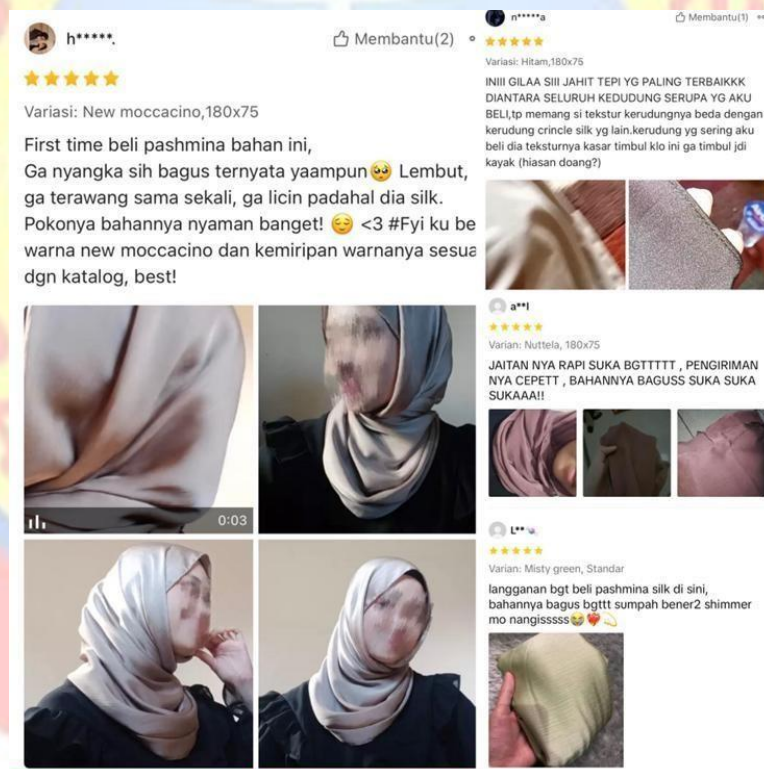 h*****.
Membantu(2)
Variasi: New moccacino,180x75
First time beli pashmina bahan ini,
Ga nyangka sih bagus ternyata yaampun🥺 Lembut,
ga terawang sama sekali, ga licin padahal dia silk.
Pokonya bahannya nyaman banget! 😌 <3 #Fyi ku be
warna new moccacino dan kemiripan warnanya sesua
dgn katalog, best!
0:03
n*****a
Membantu(1)
Variasi: Hitam,180x75
INIII GILAA SIII JAHIT TEPI YG PALING TERBAIKKK
DIANTARA SELURUH KEDUDUNG SERUPA YG AKU
BELI,tp memang si tekstur kerudungnya beda dengan
kerudung crincle silk yg lain.kerudung yg sering aku
beli dia teksturnya kasar timbul klo ini ga timbul jdi
kayak (hiasan doang?)
a**l
Varian: Nuttela, 180x75
JAITAN NYA RAPI SUKA BGTTTTT , PENGIRIMAN
NYA CEPETT , BAHANNYA BAGUSS SUKA SUKA
SUKAAA!!
L**
Varian: Misty green, Standar
langganan bgt beli pashmina silk di sini,
bahannya bagus bgttt sumpah bener2 shimmer
mo nangisssss😭❤️‍🔥💫